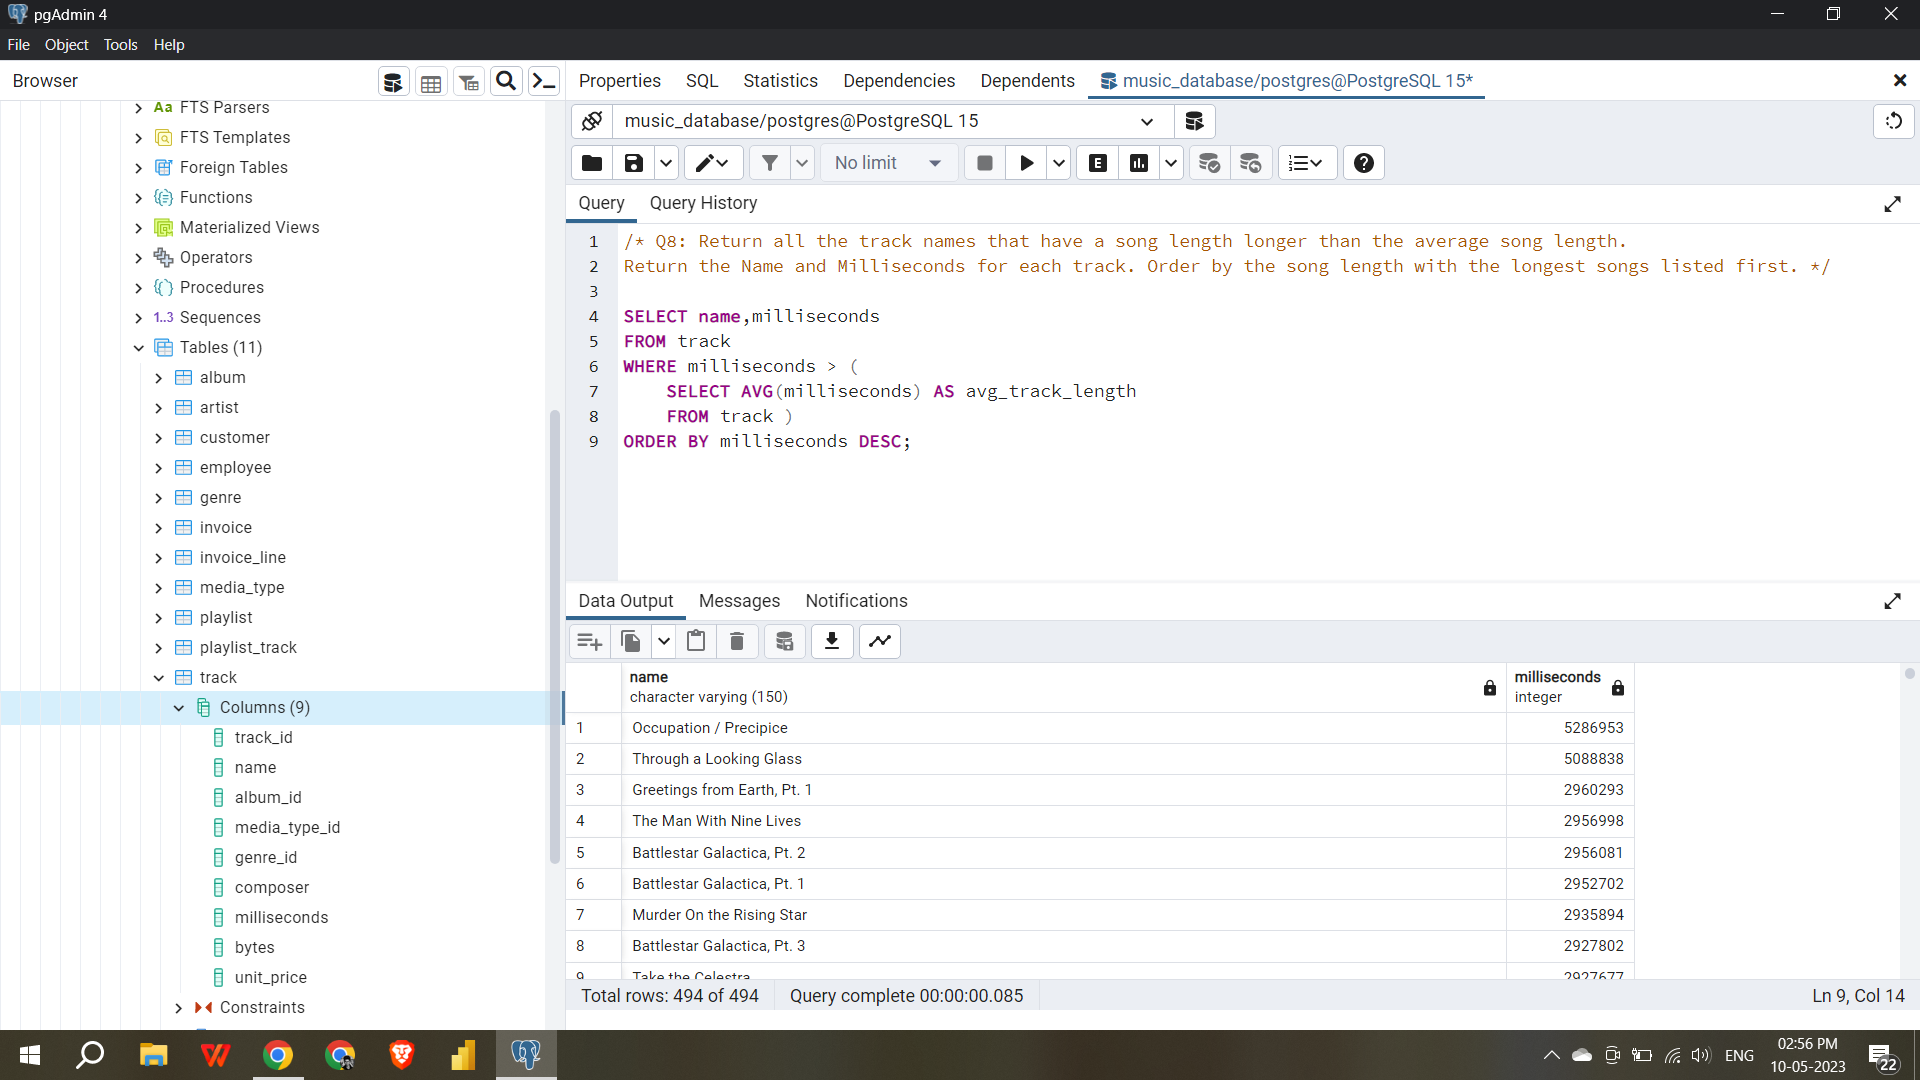 pgAdmin 4
File Object Tools Help
Browser
Properties SQL Statistics Dependencies Dependents music_database/postgres@PostgreSQL 15*
FTS Parsers
FTS Templates
Foreign Tables
Functions
Materialized Views
Operators
Procedures
1..3 Sequences
Tables (11)
album
artist
customer
employee
genre
invoice
invoice_line
media_type
playlist
playlist_track
track
Columns (9)
track_id
name
album_id
media_type_id
genre_id
composer
milliseconds
bytes
unit_price
Constraints
music_database/postgres@PostgreSQL 15
No limit
Query Query History
1 /* Q8: Return all the track names that have a song length longer than the average song length.
2 Return the Name and Milliseconds for each track. Order by the song length with the longest songs listed first. */
3
4 SELECT name,milliseconds
5 FROM track
6 WHERE milliseconds > (
7 SELECT AVG(milliseconds) AS avg_track_length
8 FROM track )
9 ORDER BY milliseconds DESC;
Data Output Messages Notifications
name milliseconds
character varying (150) integer
1 Occupation / Precipice 5286953
2 Through a Looking Glass 5088838
3 Greetings from Earth, Pt. 1 2960293
4 The Man With Nine Lives 2956998
5 Battlestar Galactica, Pt. 2 2956081
6 Battlestar Galactica, Pt. 1 2952702
7 Murder On the Rising Star 2935894
8 Battlestar Galactica, Pt. 3 2927802
9 Take the Celestra 2927677
Total rows: 494 of 494 Query complete 00:00:00.085 Ln 9, Col 14
ENG
02:56 PM
10-05-2023
22